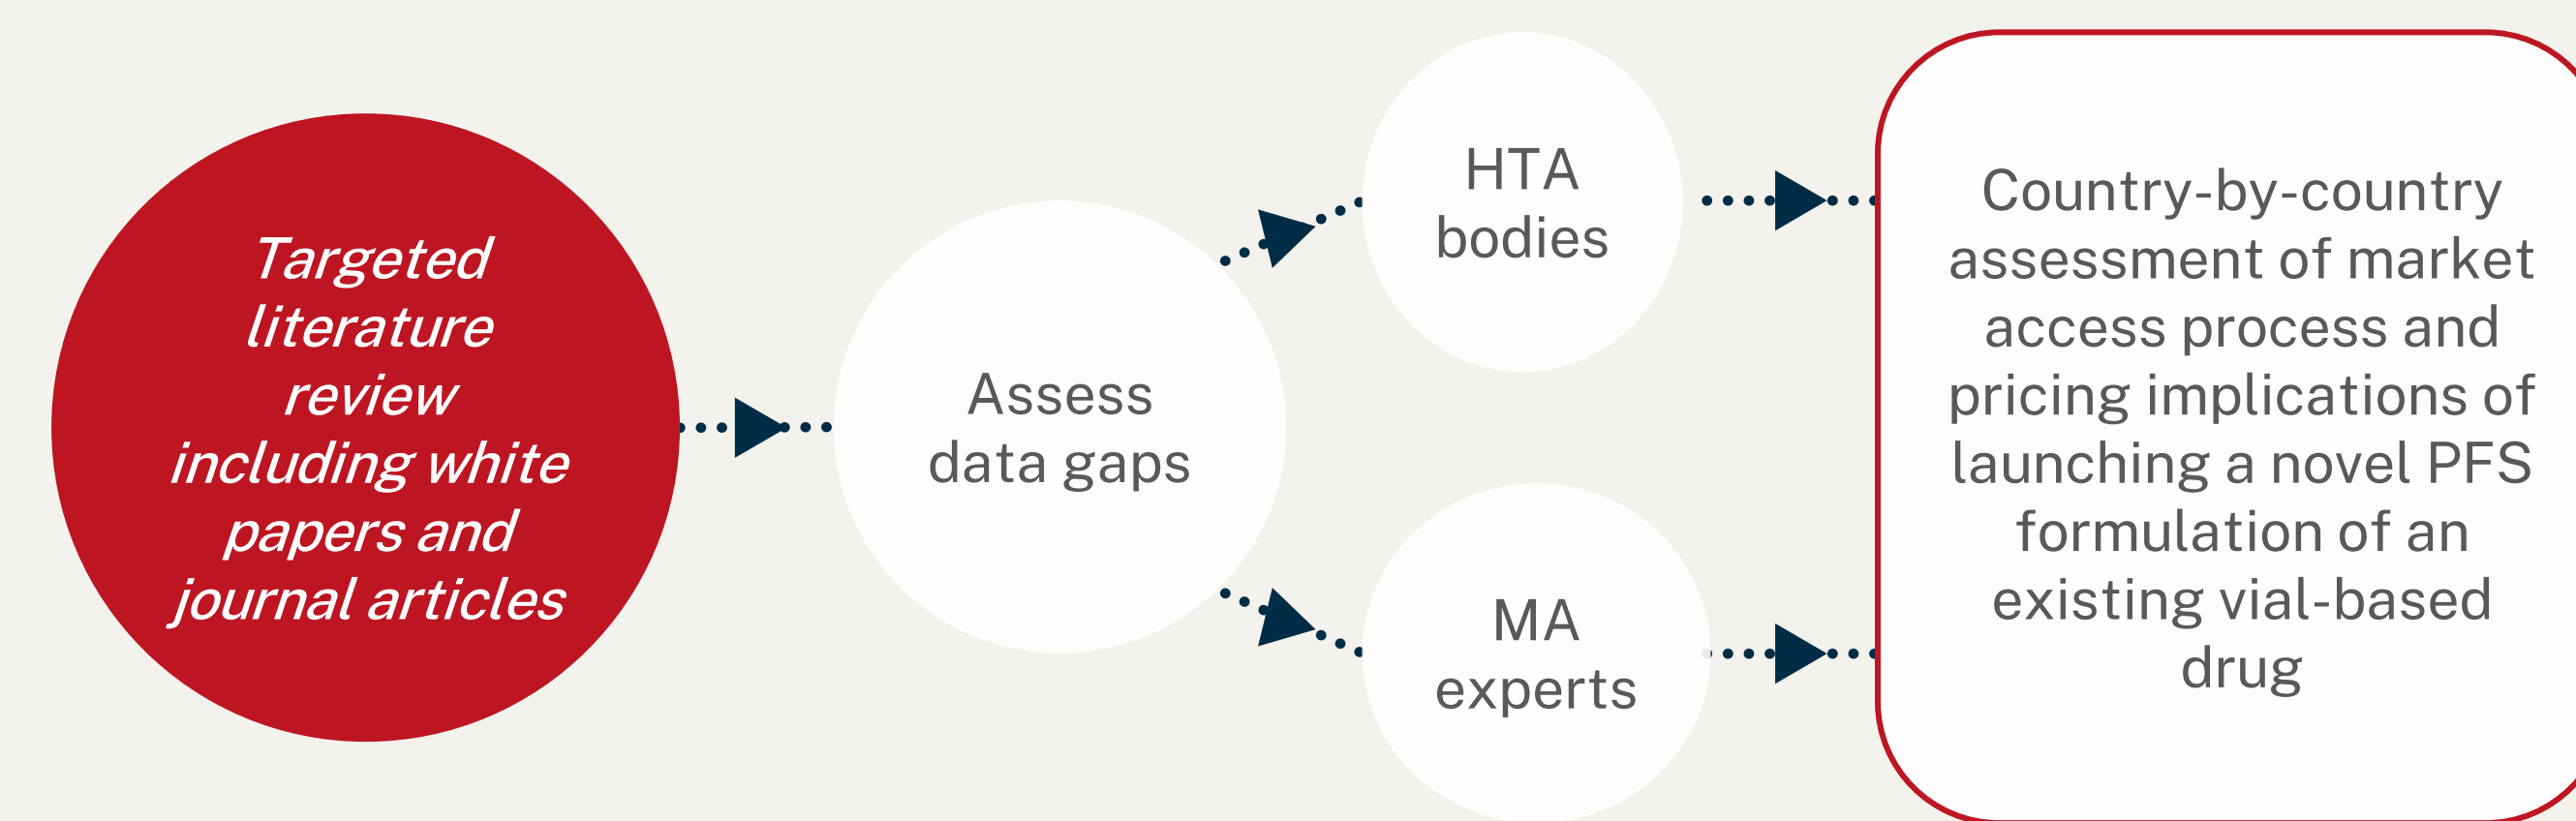 Targeted
literature
review
including white
papers and
journal articles
Assess
data gaps
HTA
bodies
MA
experts
Country-by-country
assessment of market
access process and
pricing implications of
launching a novel PFS
formulation of an
existing vial-based
drug